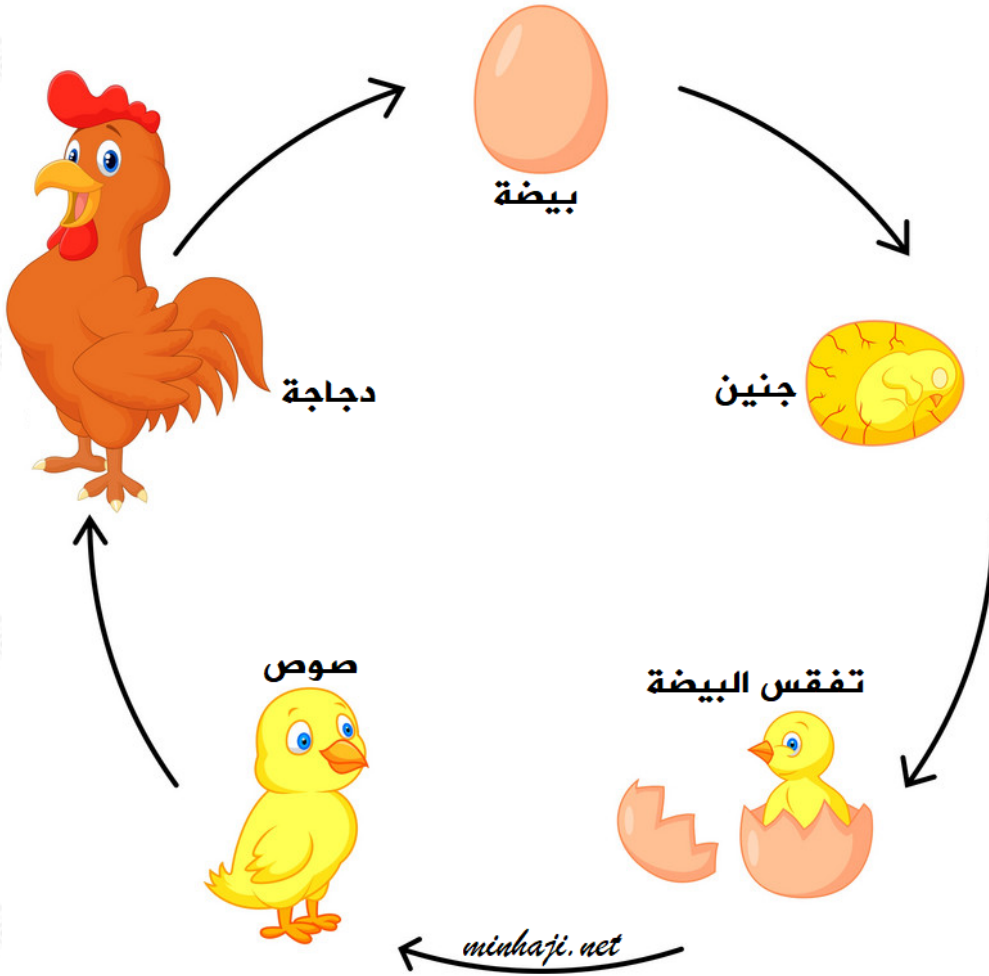 بيضة
جنين
تفقس البيضة
صوص
دجاجة
minhaji.net